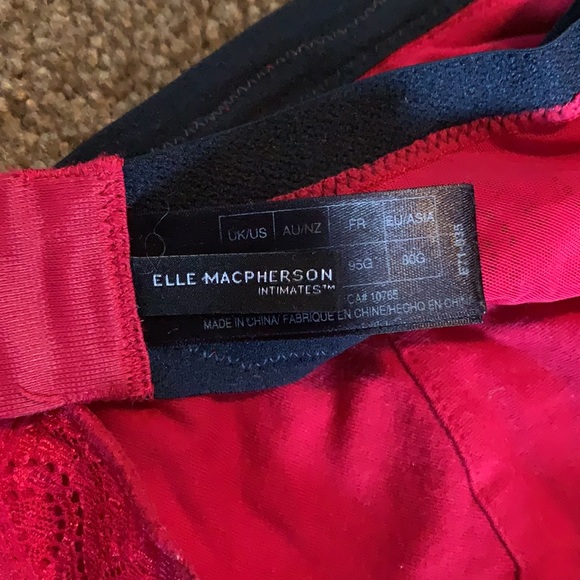 UK/US AU/NZ FR EU/ASIA
95G 80G
ELLE MACPHERSON
INTIMATES™
CA# 10765
MADE IN CHINA/ FABRIQUE EN CHINE/HECHO EN